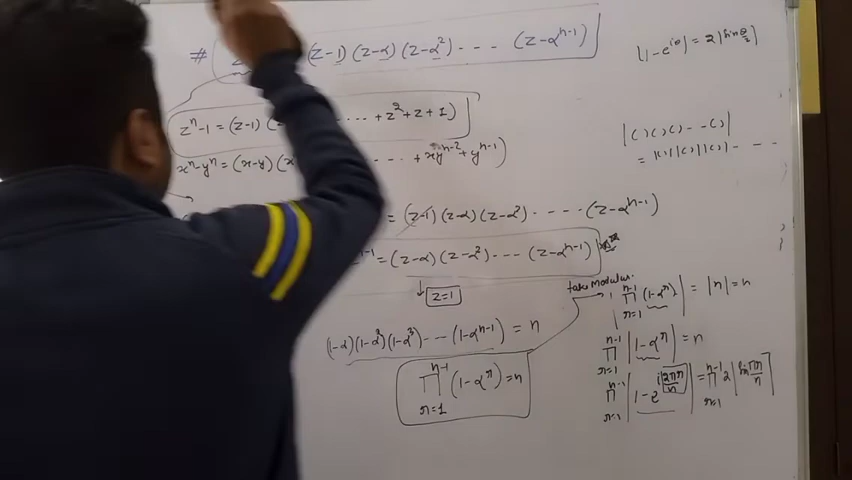 # (z-1) (z-α) (z-α²) ---- (z-α^{n-1})
z^n-1 = (z-1) ( ... + z² + z + 1)
x^n-y^n = (x-y) (x ---- + xy^{n-2} + y^{n-1})
= (z-1) (z-α) (z-α²) ----- (z-α^{n-1})
= (z-α) (z-α²) --- (z-α^{n-1})
↓ z=1
(1-α)(1-α²)(1-α³) --- (1-α^{n-1}) = n
∏_{r=1}^{n-1} (1-α^r) = n
|1-e^{iθ}| = 2|sin θ/2|
|( )( )( ) -- ( )|
= |( )| |( )| |( )| - - -
take modulus.
|∏_{r=1}^{n-1} (1-α^r)| = |n| = n
∏_{r=1}^{n-1} |1-α^r| = n
∏_{r=1}^{n-1} |1-e^{i 2πr/n}| = ∏_{r=1}^{n-1} 2|sin πr/n|